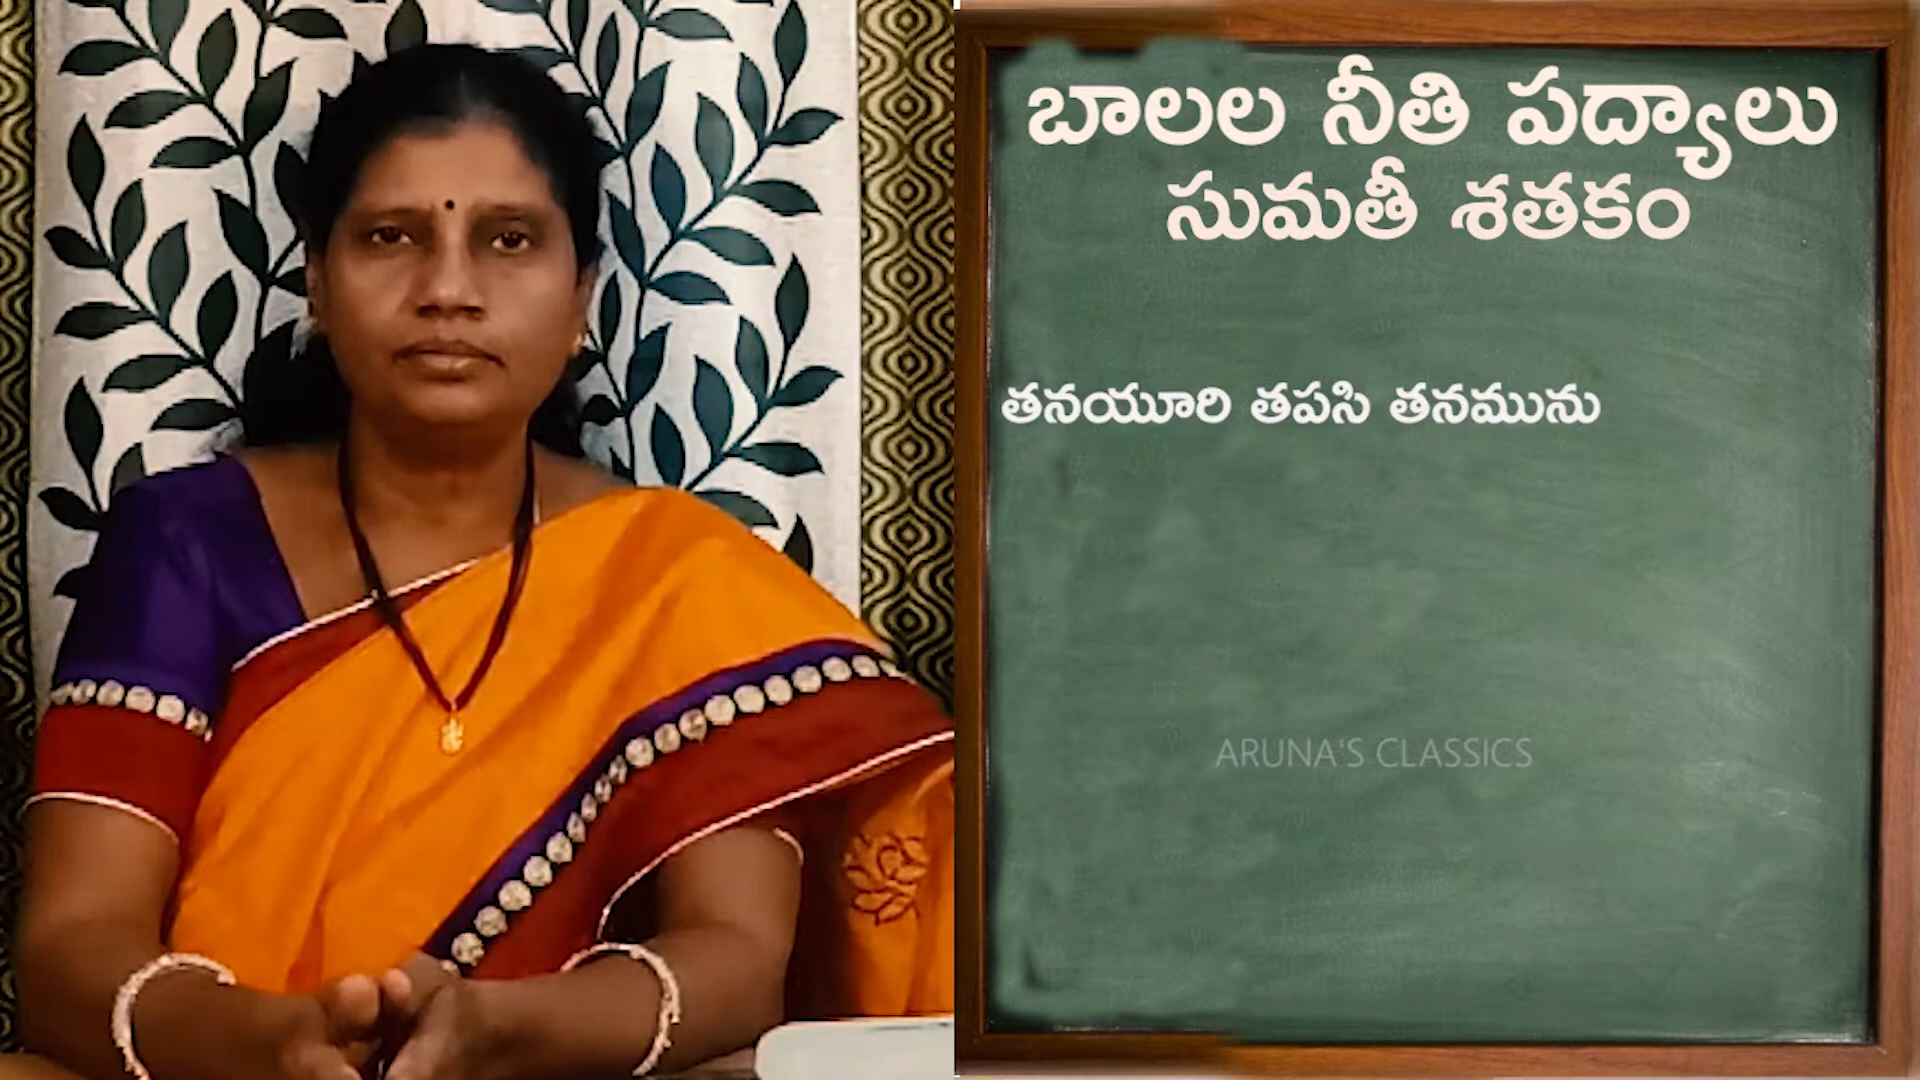 బాలల నీతి పద్యాలు
సుమతీ శతకం
తనయూరి తపసి తనమును
ARUNA'S CLASSICS